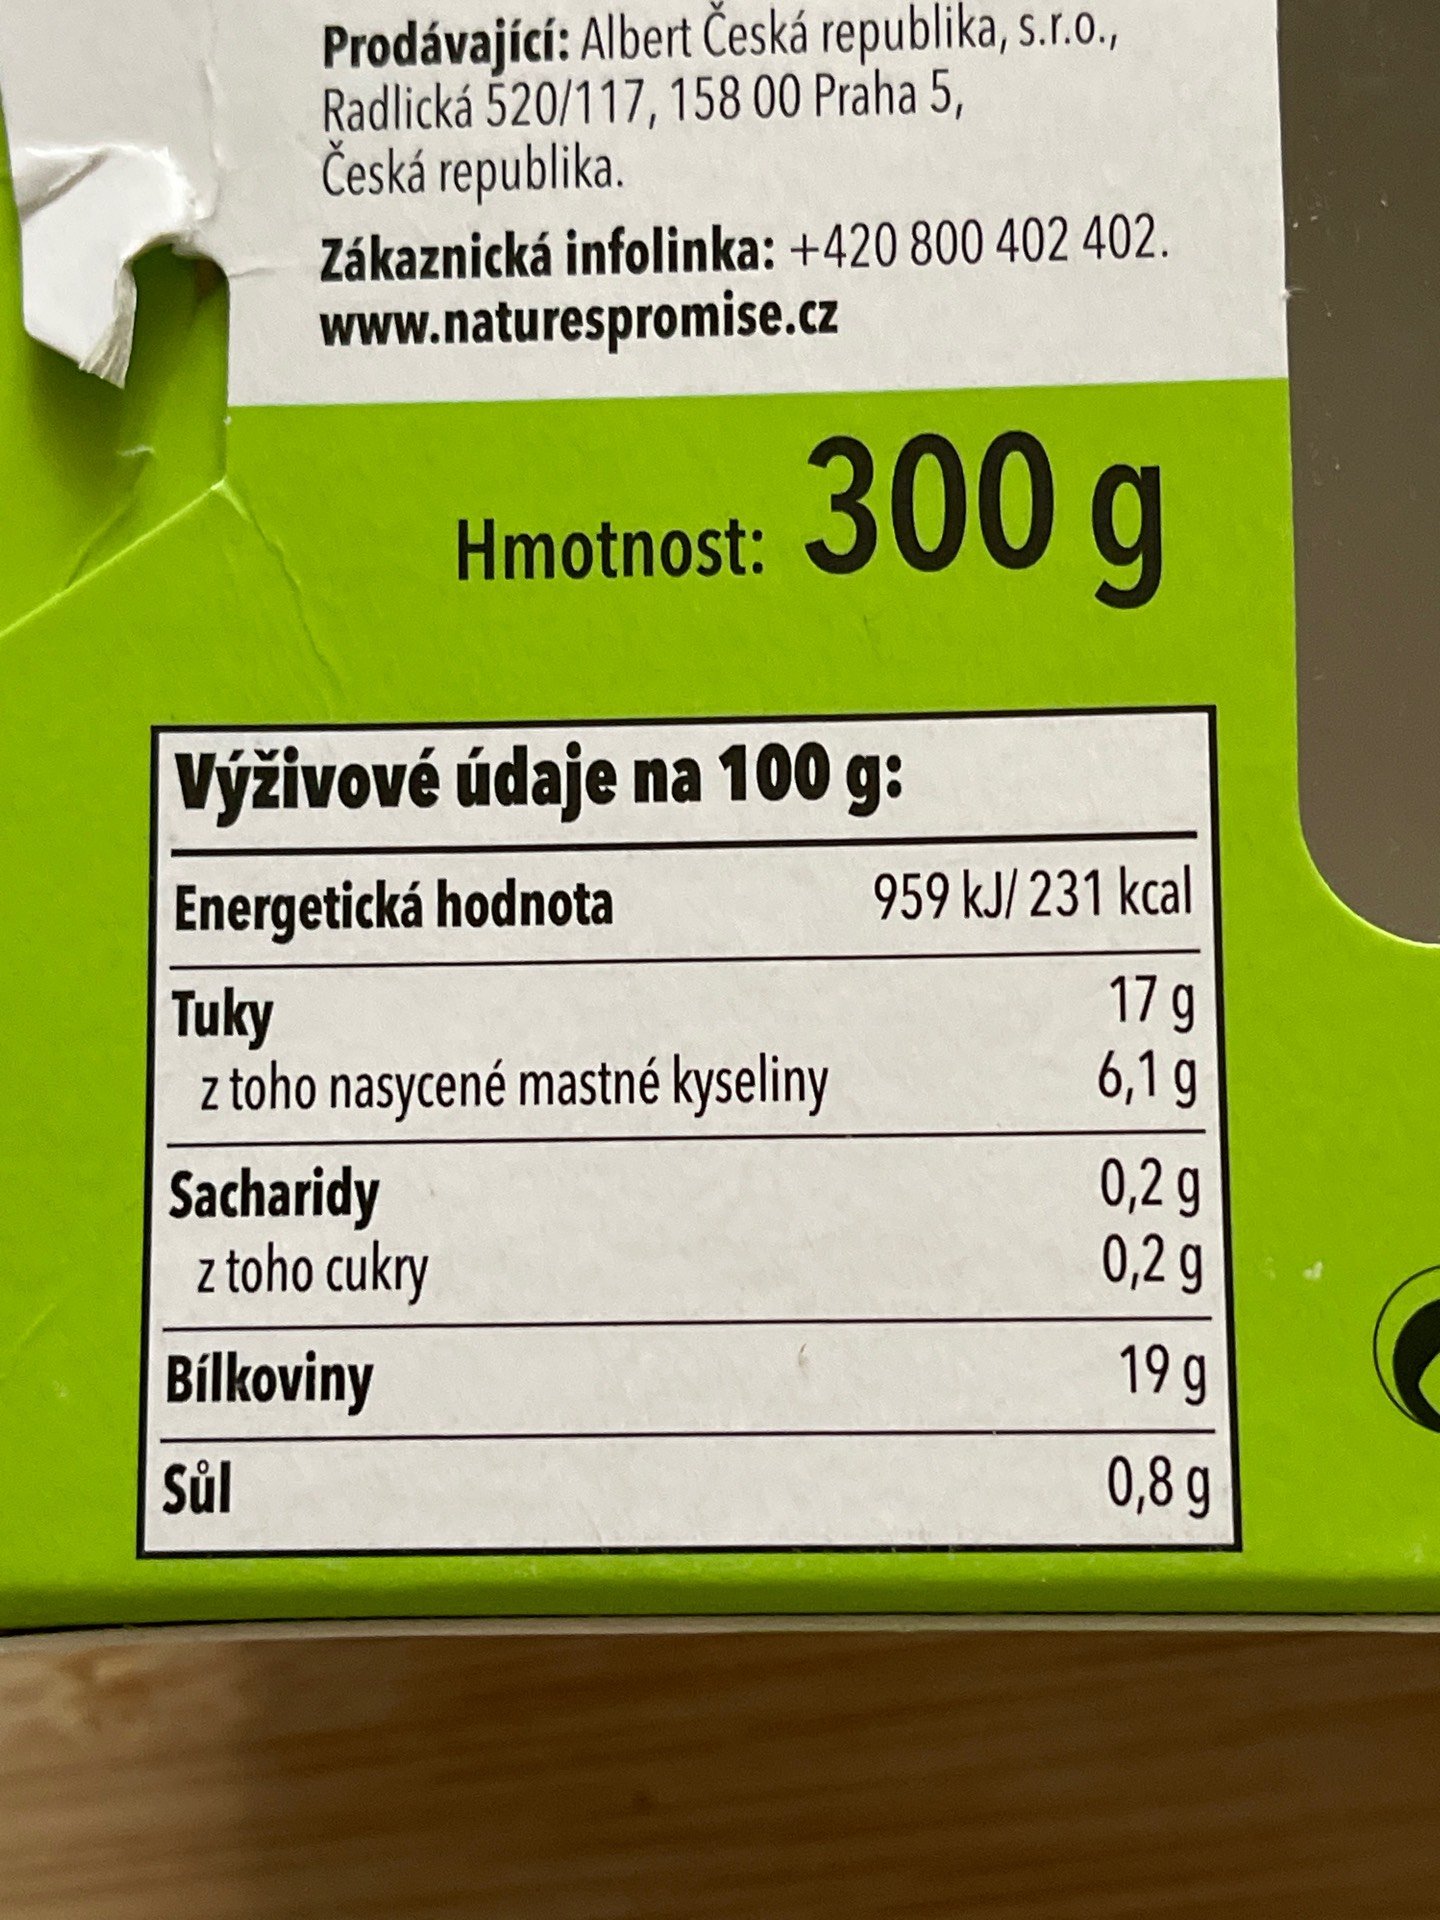 Prodávající: Albert Česká republika, s.r.o.,
Radlická 520/117, 158 00 Praha 5,
Česká republika.
Zákaznická infolinka: +420 800 402 402.
www.naturespromise.cz
Hmotnost: 300 g
Výživové údaje na 100 g:
Energetická hodnota 959 kJ/ 231 kcal
Tuky 17 g
z toho nasycené mastné kyseliny 6,1 g
Sacharidy 0,2 g
z toho cukry 0,2 g
Bílkoviny 19 g
Sůl 0,8 g